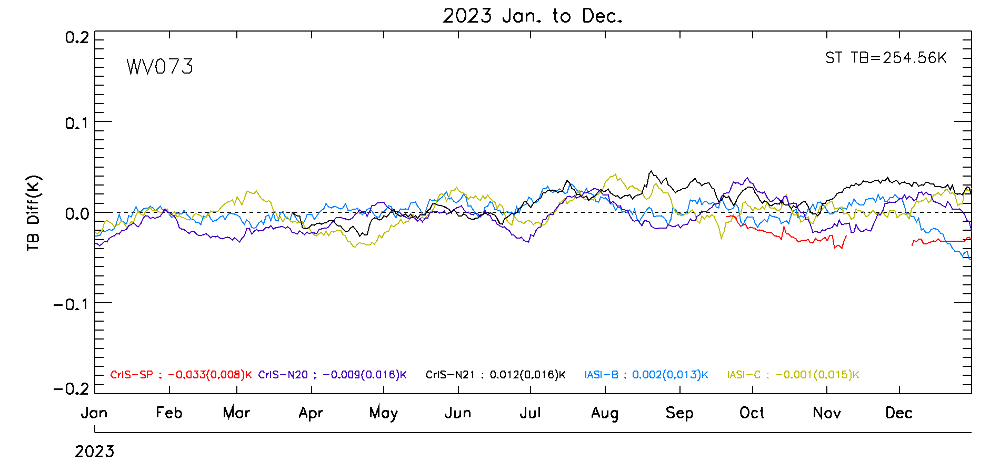 2023 Jan. to Dec.
0.2
WV073
ST TB=254.56K
0.1
TB Diff(K)
0.0
-0.1
CrIS-SP : -0.033(0.008)K CrIS-N20 : -0.009(0.016)K CrIS-N21 : 0.012(0.016)K IASI-B : 0.002(0.013)K IASI-C : -0.001(0.015)K
-0.2
Jan Feb Mar Apr May Jun Jul Aug Sep Oct Nov Dec
2023